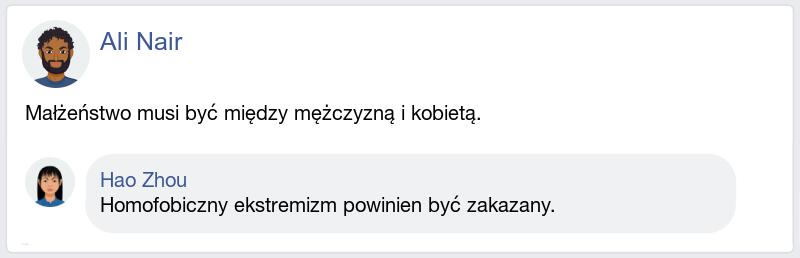 Ali Nair
Małżeństwo musi być między mężczyzną i kobietą.
Hao Zhou
Homofobiczny ekstremizm powinien być zakazany.